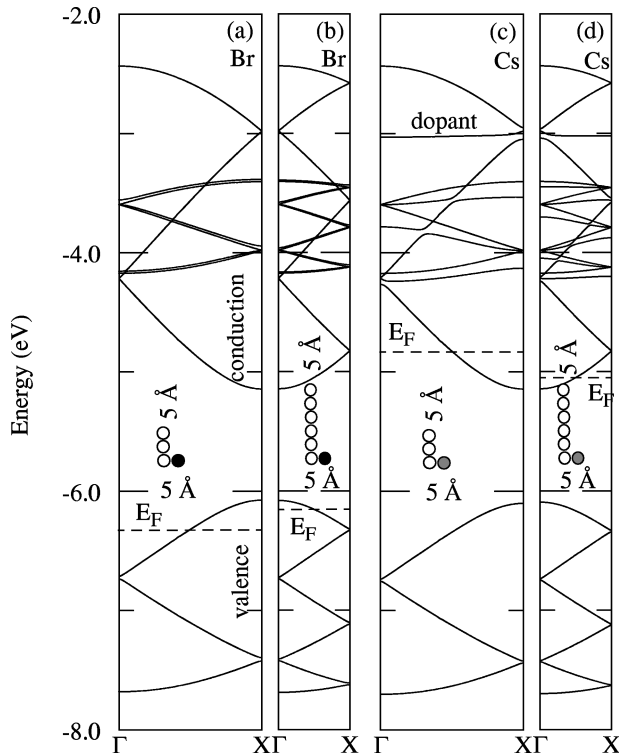 -2.0
-4.0
-6.0
-8.0
Energy (eV)
(a)
Br
conduction
5 Å
5 Å
E_F
valence
Γ
X
(b)
Br
5 Å
5 Å
E_F
Γ
X
(c)
Cs
dopant
E_F
5 Å
5 Å
Γ
X
(d)
Cs
5 Å
E_F
5 Å
Γ
X